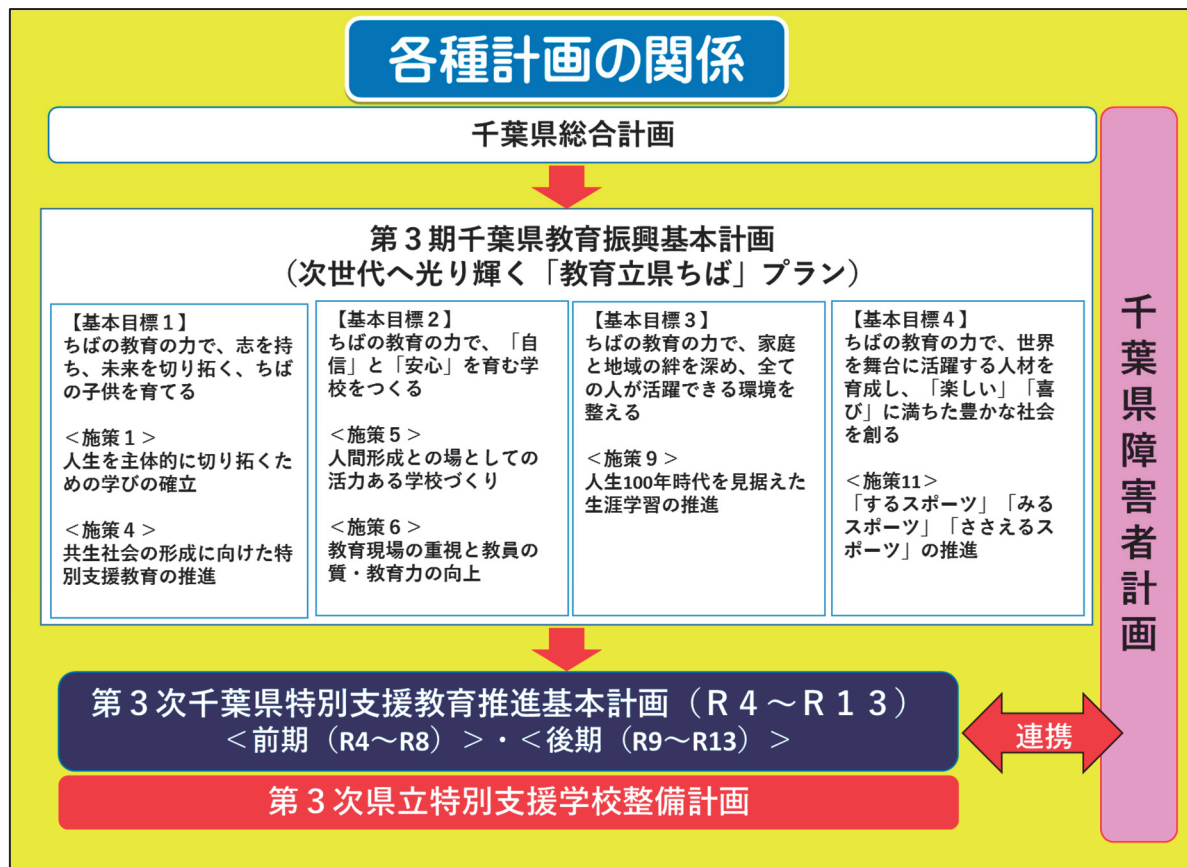 各種計画の関係
千葉県総合計画
第３期千葉県教育振興基本計画
（次世代へ光り輝く「教育立県ちば」プラン）
【基本目標１】
ちばの教育の力で、志を持
ち、未来を切り拓く、ちば
の子供を育てる
＜施策１＞
人生を主体的に切り拓くた
めの学びの確立
＜施策４＞
共生社会の形成に向けた特
別支援教育の推進
【基本目標２】
ちばの教育の力で、「自
信」と「安心」を育む学
校をつくる
＜施策５＞
人間形成との場としての
活力ある学校づくり
＜施策６＞
教育現場の重視と教員の
質・教育力の向上
【基本目標３】
ちばの教育の力で、家庭
と地域の絆を深め、全て
の人が活躍できる環境を
整える
＜施策９＞
人生100年時代を見据えた
生涯学習の推進
【基本目標４】
ちばの教育の力で、世界
を舞台に活躍する人材を
育成し、「楽しい」「喜
び」に満ちた豊かな社会
を創る
＜施策11＞
「するスポーツ」「みる
スポーツ」「ささえるス
ポーツ」の推進
第３次千葉県特別支援教育推進基本計画（Ｒ４～Ｒ１３）
＜前期（R4～R8）＞・＜後期（R9～R13）＞
第３次県立特別支援学校整備計画
連携
千葉県障害者計画